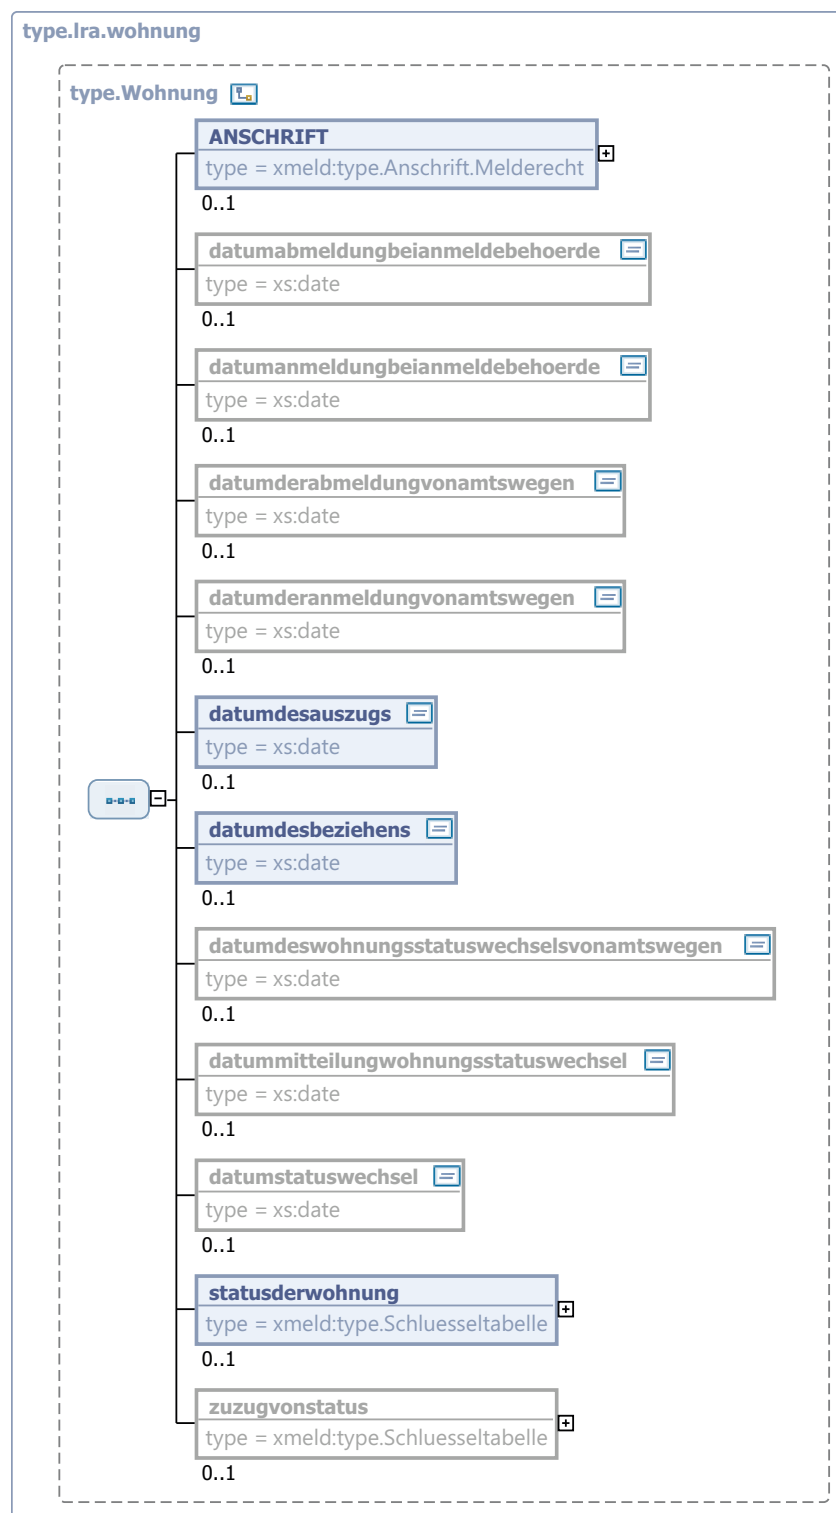 type.lra.wohnung
type.Wohnung
ANSCHRIFT
type = xmeld:type.Anschrift.Melderecht
0..1
datumabmeldungbeianmeldebehoerde
type = xs:date
0..1
datumanmeldungbeianmeldebehoerde
type = xs:date
0..1
datumderabmeldungvonamtswegen
type = xs:date
0..1
datumderanmeldungvonamtswegen
type = xs:date
0..1
datumdesauszugs
type = xs:date
0..1
datumdesbeziehens
type = xs:date
0..1
datumdeswohnungsstatuswechselsvonamtswegen
type = xs:date
0..1
datummitteilungwohnungsstatuswechsel
type = xs:date
0..1
datumstatuswechsel
type = xs:date
0..1
statusderwohnung
type = xmeld:type.Schluesseltabelle
0..1
zuzugvonstatus
type = xmeld:type.Schluesseltabelle
0..1